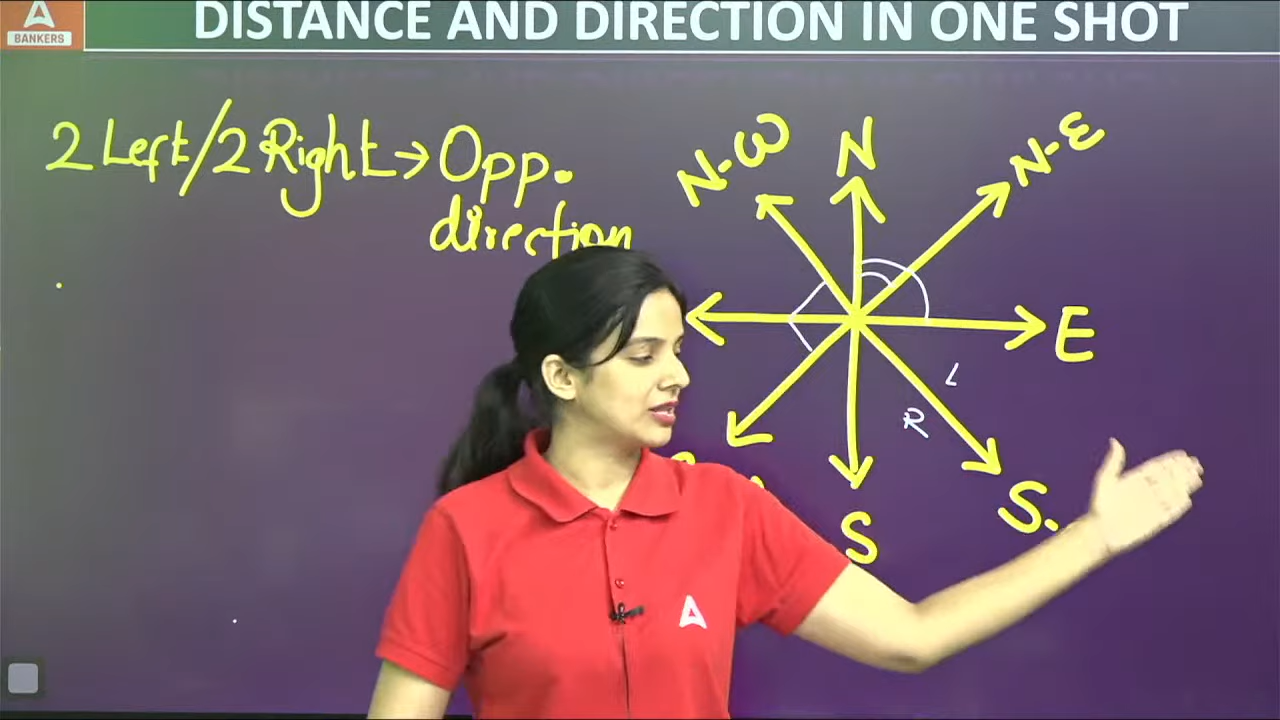 BANKERS
DISTANCE AND DIRECTION IN ONE SHOT
2 Left/2 Right → Opp.
direction
N-W
N
N-E
E
L
R
S.
S